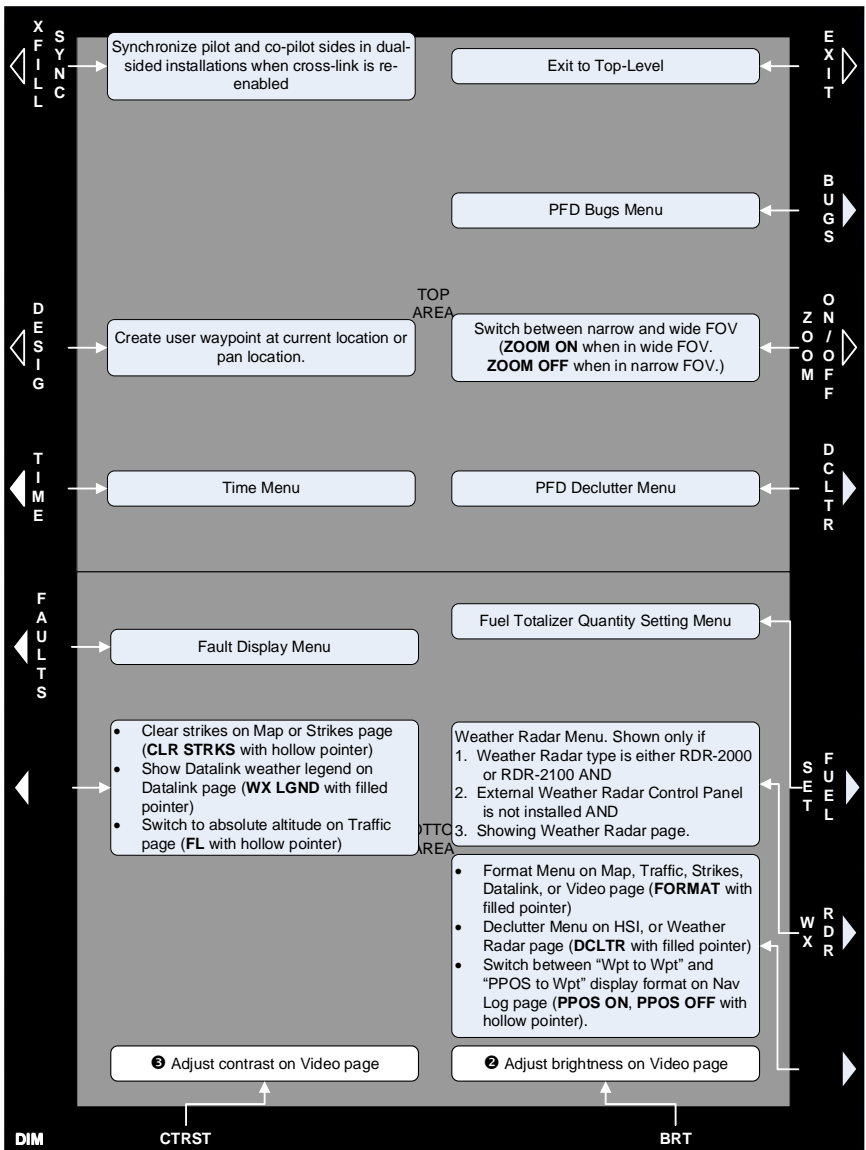 XFILL
SYNC
Synchronize pilot and co-pilot sides in dual-
sided installations when cross-link is re-
enabled
Exit to Top-Level
EXIT
PFD Bugs Menu
BUGS
TOP
AREA
DESIG
Create user waypoint at current location or
pan location.
Switch between narrow and wide FOV
(ZOOM ON when in wide FOV.
ZOOM OFF when in narrow FOV.)
ZOOM
ON/OFF
TIME
Time Menu
PFD Declutter Menu
DCLTR
FAULTS
Fault Display Menu
Fuel Totalizer Quantity Setting Menu
SET
FUEL
• Clear strikes on Map or Strikes page
(CLR STRKS with hollow pointer)
• Show Datalink weather legend on
Datalink page (WX LGND with filled
pointer)
• Switch to absolute altitude on Traffic
page (FL with hollow pointer)
Weather Radar Menu. Shown only if
1. Weather Radar type is either RDR-2000
or RDR-2100 AND
2. External Weather Radar Control Panel
is not installed AND
3. Showing Weather Radar page.
OTTO
AREA
WX
RDR
• Format Menu on Map, Traffic, Strikes,
Datalink, or Video page (FORMAT with
filled pointer)
• Declutter Menu on HSI, or Weather
Radar page (DCLTR with filled pointer)
• Switch between “Wpt to Wpt” and
“PPOS to Wpt” display format on Nav
Log page (PPOS ON, PPOS OFF with
hollow pointer).
❸ Adjust contrast on Video page
❷ Adjust brightness on Video page
DIM
CTRST
BRT